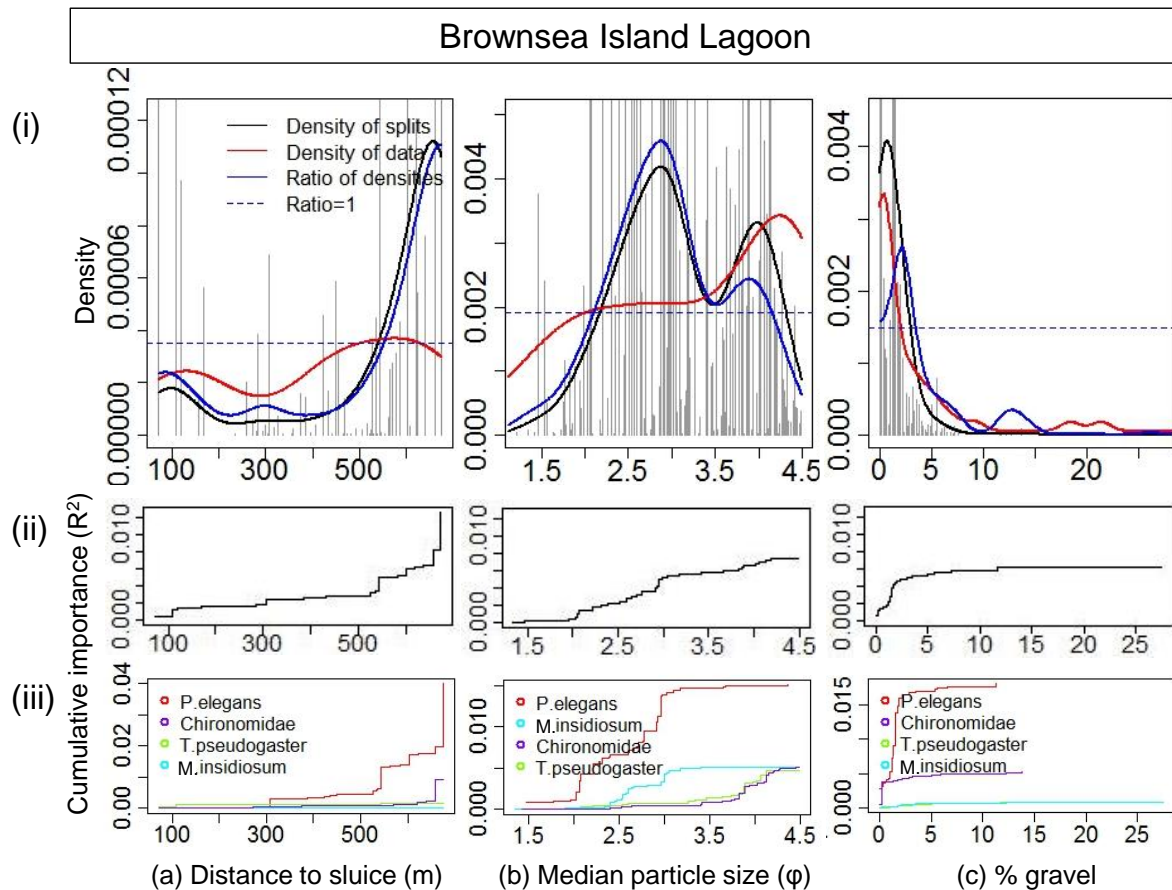 Brownsea Island Lagoon
(i)
Density
0.00012
0.00006
0.0000
Density of splits
Density of data
Ratio of densities
Ratio=1
100 300 500
0.004
0.002
0.000
1.5 2.5 3.5 4.5
0.004
0.002
0.000
0 5 10 20
(ii)
Cumulative importance (R²)
0.010
0.000
100 300 500
0.010
0.000
1.5 2.5 3.5 4.5
0.010
0.000
0 5 10 15 20 25
(iii)
0.04
0.02
0.00
P.elegans
Chironomidae
T.pseudogaster
M.insidiosum
100 300 500
0.010
0.000
P.elegans
M.insidiosum
Chironomidae
T.pseudogaster
1.5 2.5 3.5 4.5
0.015
0.000
P.elegans
Chironomidae
T.pseudogaster
M.insidiosum
0 5 10 15 20 25
(a) Distance to sluice (m)
(b) Median particle size (φ)
(c) % gravel